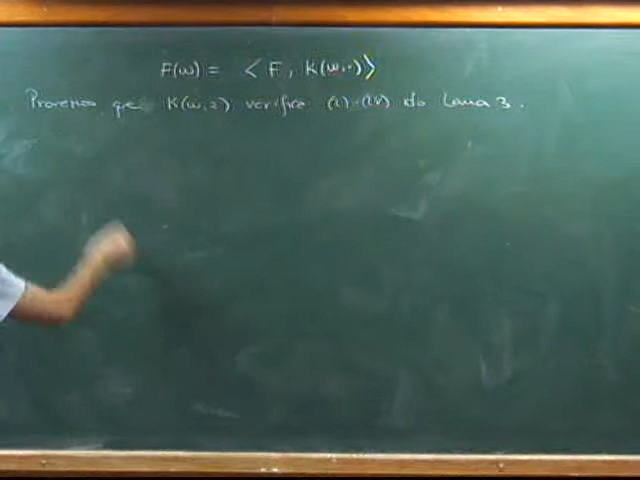 F(w) = < F, K(w,·) >
Provemos que K(w,z) verifica (i)-(iv) do Lema 3.